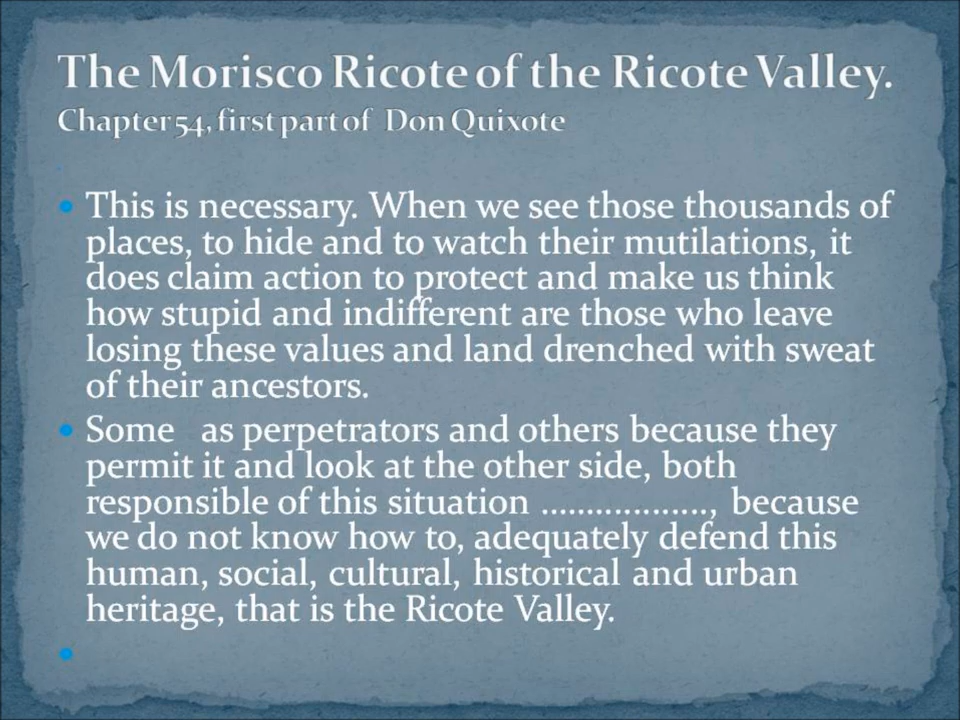 The Morisco Ricote of the Ricote Valley.
Chapter 54, first part of Don Quixote
This is necessary. When we see those thousands of
places, to hide and to watch their mutilations, it
does claim action to protect and make us think
how stupid and indifferent are those who leave
losing these values and land drenched with sweat
of their ancestors.
Some as perpetrators and others because they
permit it and look at the other side, both
responsible of this situation .................., because
we do not know how to, adequately defend this
human, social, cultural, historical and urban
heritage, that is the Ricote Valley.